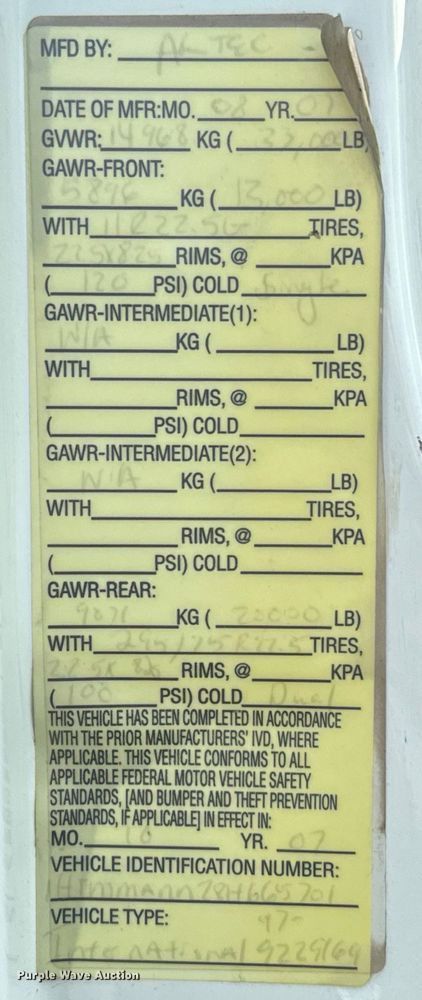 MFD BY: ALTEC
DATE OF MFR:MO. 08 YR. 07
GVWR: 14968 KG ( 33,000 LB)
GAWR-FRONT:
5896 KG ( 13,000 LB)
WITH 11R22.5G TIRES,
22.5X825 RIMS, @ KPA
( 120 PSI) COLD Single
GAWR-INTERMEDIATE(1):
N/A KG ( LB)
WITH TIRES,
RIMS, @ KPA
( PSI) COLD
GAWR-INTERMEDIATE(2):
N/A KG ( LB)
WITH TIRES,
RIMS, @ KPA
( PSI) COLD
GAWR-REAR:
9071 KG ( 20000 LB)
WITH 295/75R22.5 TIRES,
RIMS, @ KPA
( 100 PSI) COLD Dual
THIS VEHICLE HAS BEEN COMPLETED IN ACCORDANCE
WITH THE PRIOR MANUFACTURERS' IVD, WHERE
APPLICABLE. THIS VEHICLE CONFORMS TO ALL
APPLICABLE FEDERAL MOTOR VEHICLE SAFETY
STANDARDS, [AND BUMPER AND THEFT PREVENTION
STANDARDS, IF APPLICABLE] IN EFFECT IN:
MO. 10 YR. 07
VEHICLE IDENTIFICATION NUMBER:
VEHICLE TYPE:
International
Purple Wave Auction